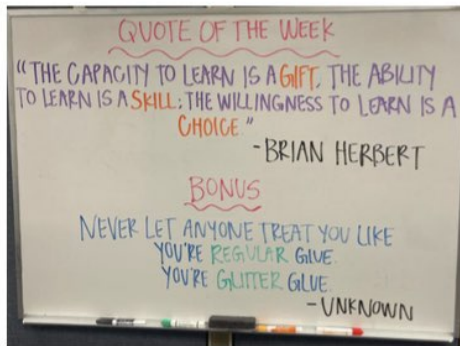 QUOTE OF THE WEEK
"THE CAPACITY TO LEARN IS A GIFT. THE ABILITY
TO LEARN IS A SKILL; THE WILLINGNESS TO LEARN IS A
CHOICE."
-BRIAN HERBERT
BONUS
NEVER LET ANYONE TREAT YOU LIKE
YOU'RE REGULAR GLUE.
YOU'RE GLITTER GLUE.
-UNKNOWN